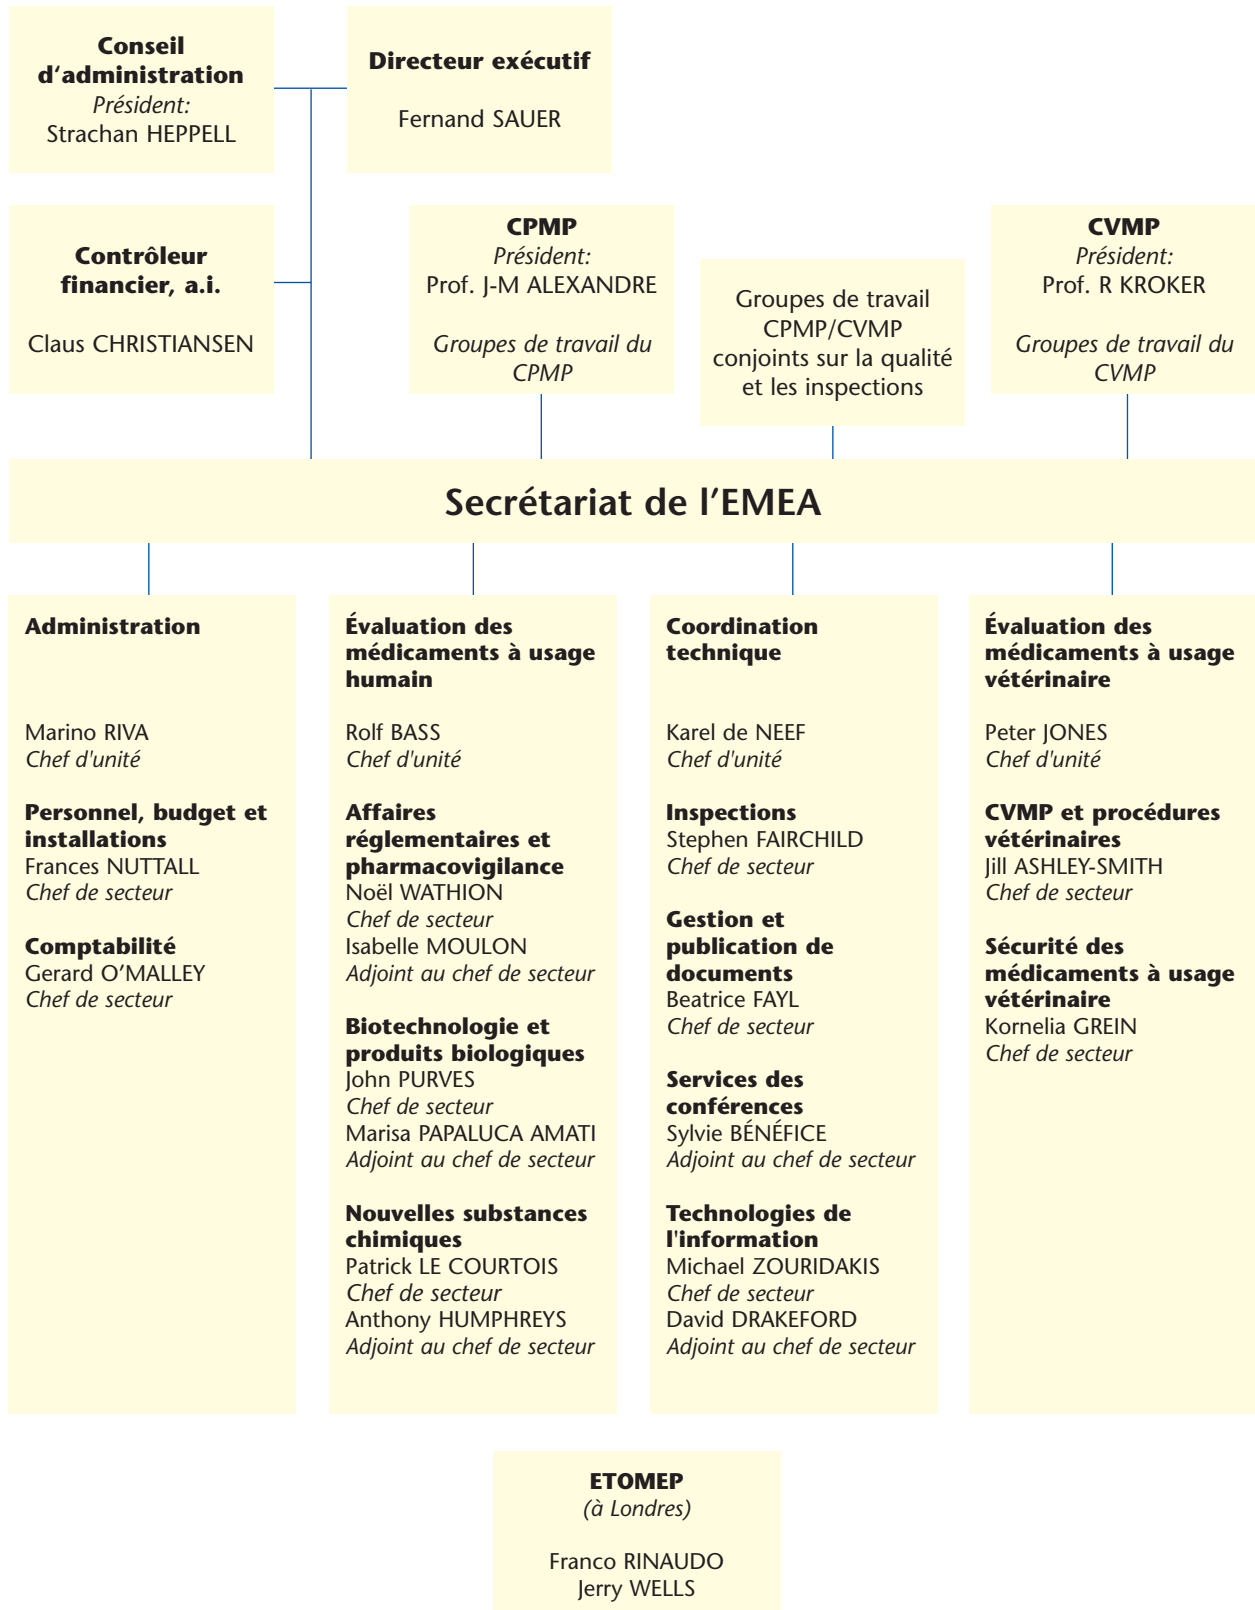 Conseil
d‘administration
Président:
Strachan HEPPELL
Directeur exécutif
Fernand SAUER
Contrôleur
financier, a.i.
Claus CHRISTIANSEN
CPMP
Président:
Prof. J-M ALEXANDRE
Groupes de travail du
CPMP
Groupes de travail
CPMP/CVMP
conjoints sur la qualité
et les inspections
CVMP
Président:
Prof. R KROKER
Groupes de travail du
CVMP
Secrétariat de l’EMEA
Administration
Marino RIVA
Chef d'unité
Personnel, budget et
installations
Frances NUTTALL
Chef de secteur
Comptabilité
Gerard O’MALLEY
Chef de secteur
Évaluation des
médicaments à usage
humain
Rolf BASS
Chef d'unité
Affaires
réglementaires et
pharmacovigilance
Noël WATHION
Chef de secteur
Isabelle MOULON
Adjoint au chef de secteur
Biotechnologie et
produits biologiques
John PURVES
Chef de secteur
Marisa PAPALUCA AMATI
Adjoint au chef de secteur
Nouvelles substances
chimiques
Patrick LE COURTOIS
Chef de secteur
Anthony HUMPHREYS
Adjoint au chef de secteur
Coordination
technique
Karel de NEEF
Chef d'unité
Inspections
Stephen FAIRCHILD
Chef de secteur
Gestion et
publication de
documents
Beatrice FAYL
Chef de secteur
Services des
conférences
Sylvie BÉNÉFICE
Adjoint au chef de secteur
Technologies de
l'information
Michael ZOURIDAKIS
Chef de secteur
David DRAKEFORD
Adjoint au chef de secteur
Évaluation des
médicaments à usage
vétérinaire
Peter JONES
Chef d'unité
CVMP et procédures
vétérinaires
Jill ASHLEY-SMITH
Chef de secteur
Sécurité des
médicaments à usage
vétérinaire
Kornelia GREIN
Chef de secteur
ETOMEP
(à Londres)
Franco RINAUDO
Jerry WELLS